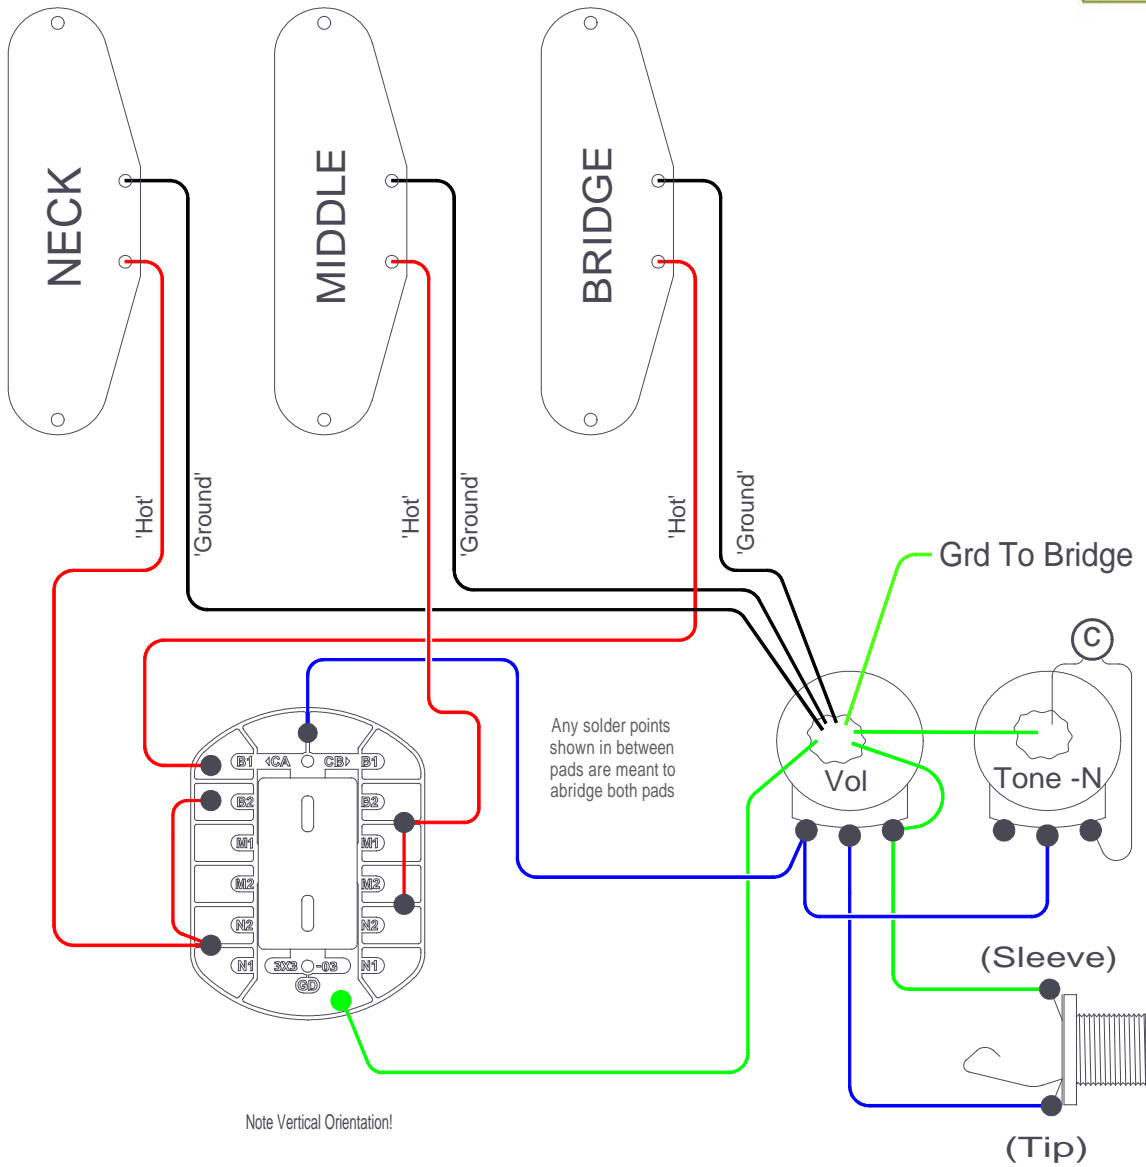 NECK
MIDDLE
BRIDGE
'Hot'
'Ground'
'Hot'
'Ground'
'Hot'
'Ground'
Grd To Bridge
C
Any solder points
shown in between
pads are meant to
abridge both pads
Vol
Tone -N
B1 CA CB B1
B2 B2
M1 M1
M2 M2
N2 N2
N1 3X3 -03 N1
GD
(Sleeve)
(Tip)
Note Vertical Orientation!